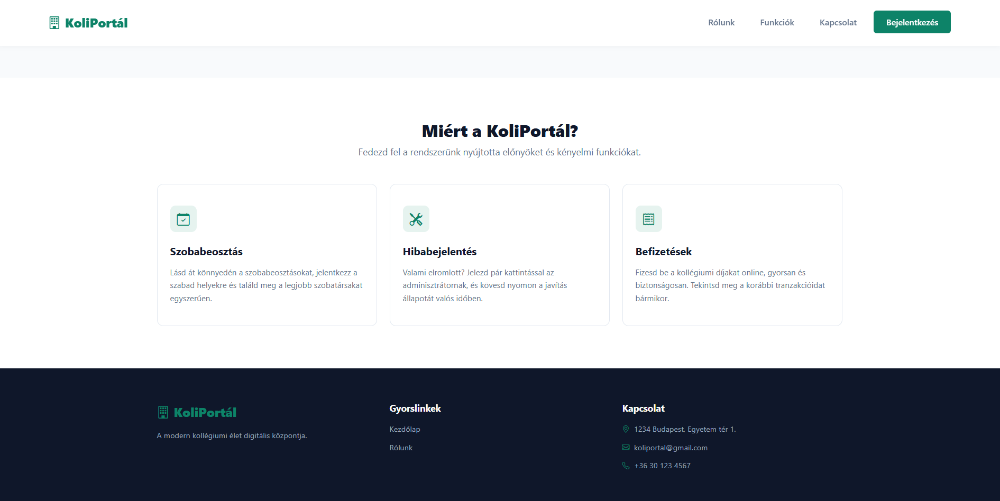 KoliPortál
Rólunk
Funkciók
Kapcsolat
Bejelentkezés
Miért a KoliPortál?
Fedezd fel a rendszerünk nyújtotta előnyöket és kényelmi funkciókat.
Szobabeosztás
Lásd át könnyedén a szobabeosztásokat, jelentkezz a
szabad helyekre és találd meg a legjobb szobatársakat
egyszerűen.
Hibabejelentés
Valami elromlott? Jelezd pár kattintással az
adminisztrátornak, és kövesd nyomon a javítás
állapotát valós időben.
Befizetések
Fizesd be a kollégiumi díjakat online, gyorsan és
biztonságosan. Tekintsd meg a korábbi tranzakcióidat
bármikor.
KoliPortál
A modern kollégiumi élet digitális központja.
Gyorslinkek
Kezdőlap
Rólunk
Kapcsolat
1234 Budapest, Egyetem tér 1.
koliportal@gmail.com
+36 30 123 4567